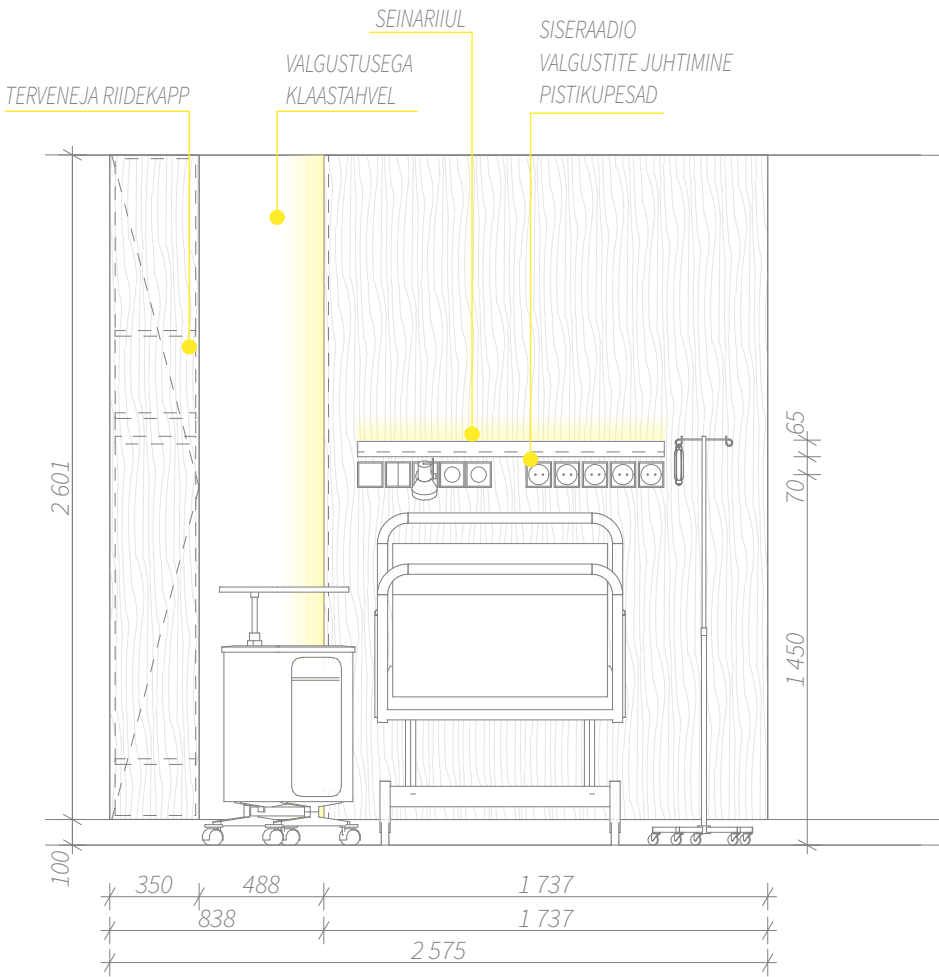 SEINARIIUL
SISERAADIO
VALGUSTITE JUHTIMINE
PISTIKUPESAD
VALGUSTUSEGA
KLAASTAHVEL
TERVENEJA RIIDEKAPP
2 601
100
65
70
1 450
350
488
1 737
838
1 737
2 575